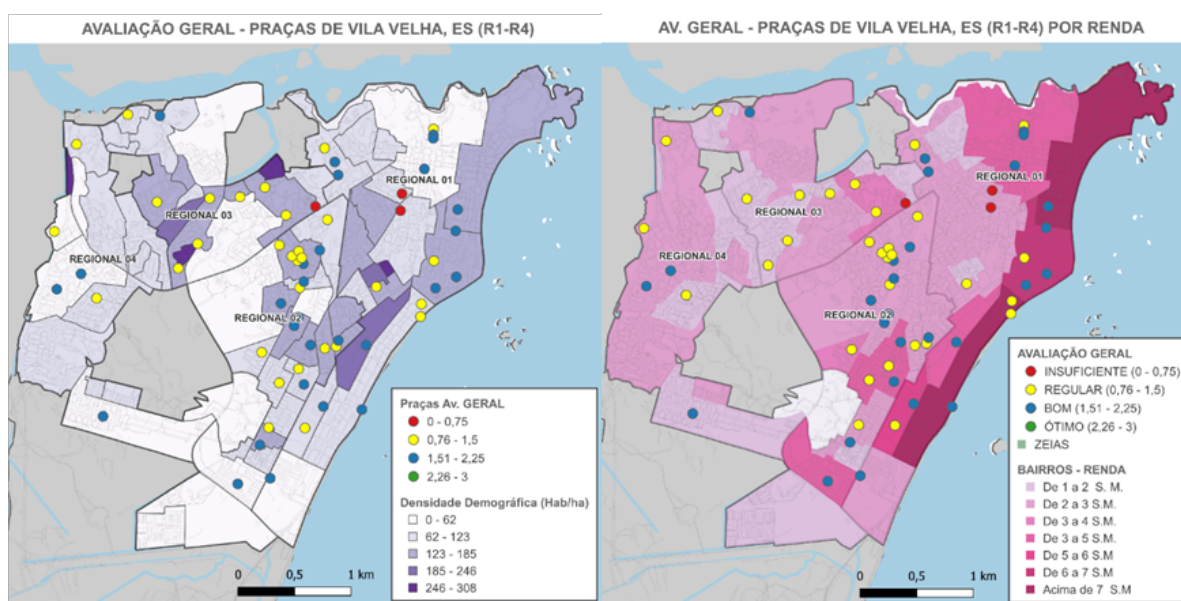 AVALIAÇÃO GERAL - PRAÇAS DE VILA VELHA, ES (R1-R4)
REGIONAL 01
REGIONAL 03
REGIONAL 04
REGIONAL 02
Praças Av. GERAL
0 - 0,75
0,76 - 1,5
1,51 - 2,25
2,26 - 3
Densidade Demográfica (Hab/ha)
0 - 62
62 - 123
123 - 185
185 - 246
246 - 308
0 0,5 1 km
AV. GERAL - PRAÇAS DE VILA VELHA, ES (R1-R4) POR RENDA
REGIONAL 01
REGIONAL 03
REGIONAL 04
REGIONAL 02
AVALIAÇÃO GERAL
INSUFICIENTE (0 - 0,75)
REGULAR (0,76 - 1,5)
BOM (1,51 - 2,25)
ÓTIMO (2,26 - 3)
ZEIAS
BAIRROS - RENDA
De 1 a 2 S. M.
De 2 a 3 S.M.
De 3 a 4 S.M.
De 3 a 5 S.M.
De 5 a 6 S.M
De 6 a 7 S.M
Acima de 7 S.M
0 0,5 1 km